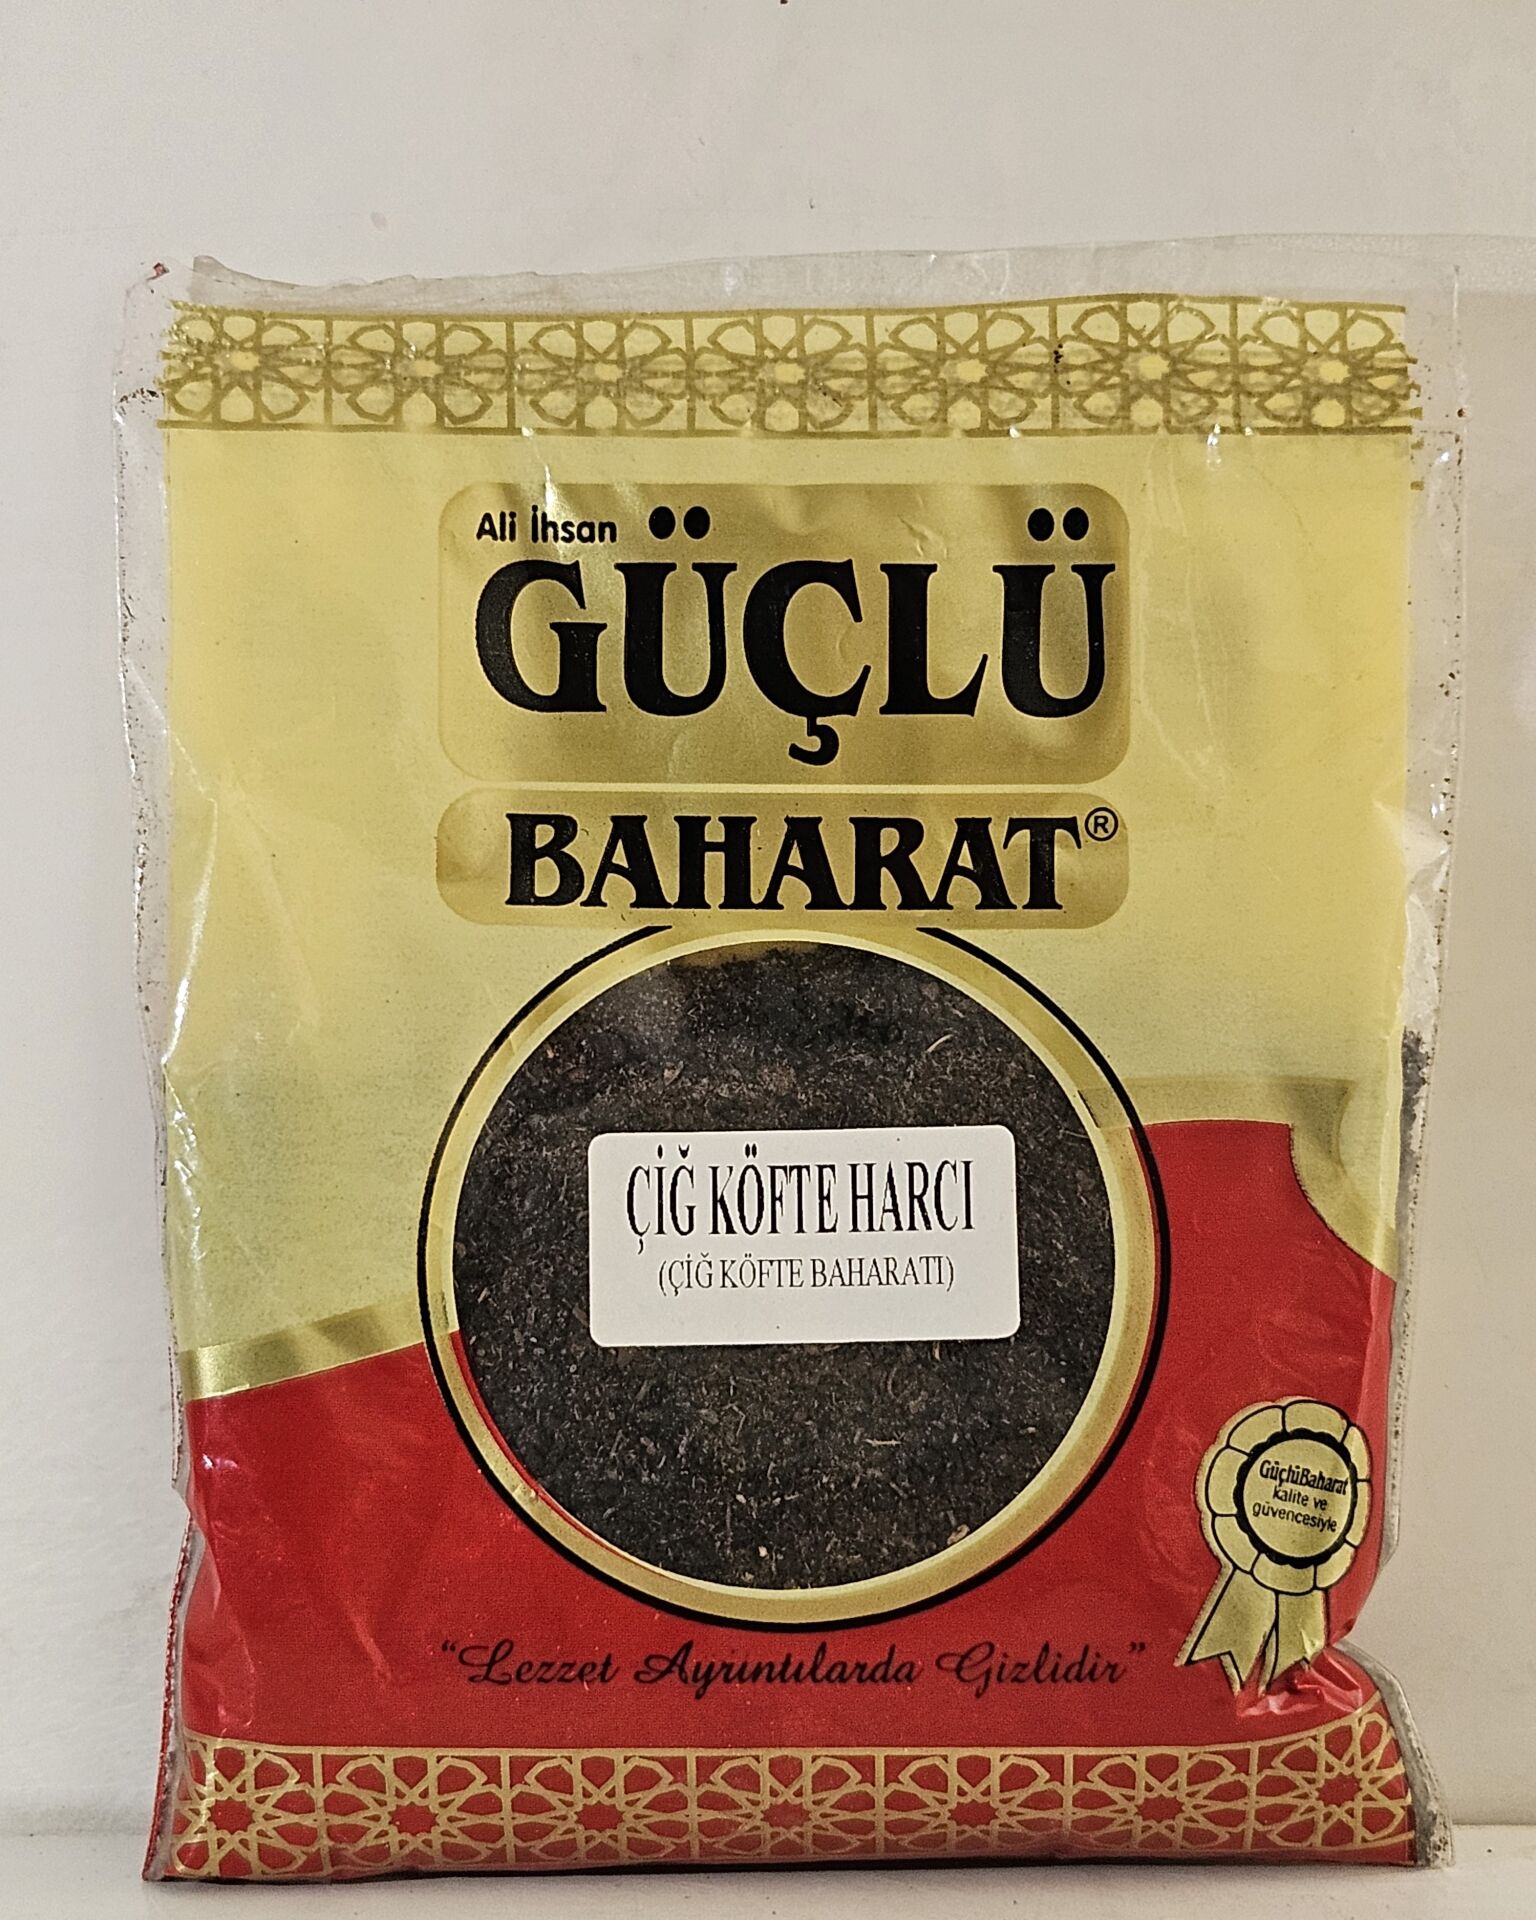 Ali İhsan
GÜÇLÜ
BAHARAT®
ÇİĞ KÖFTE HARCI
(ÇİĞ KÖFTE BAHARATI)
GüçlüBaharat
kalite ve
güvencesiyle
"Lezzet Ayrıntılarda Gizlidir"